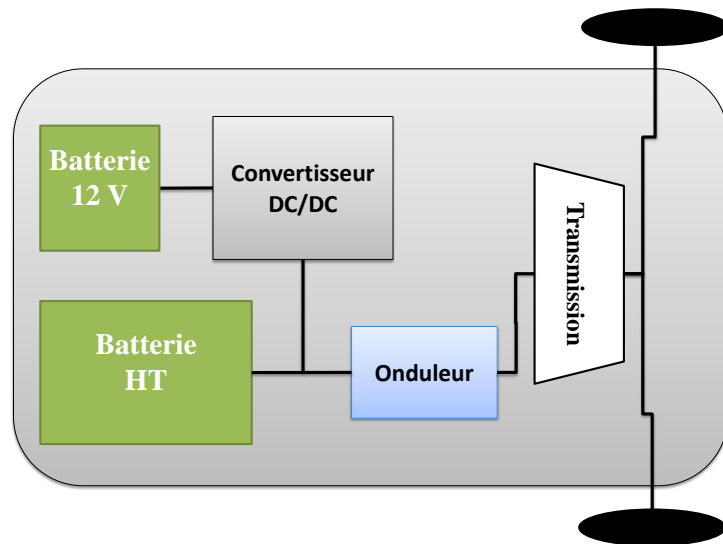 Batterie
12 V
Convertisseur
DC/DC
Transmission
Batterie
HT
Onduleur